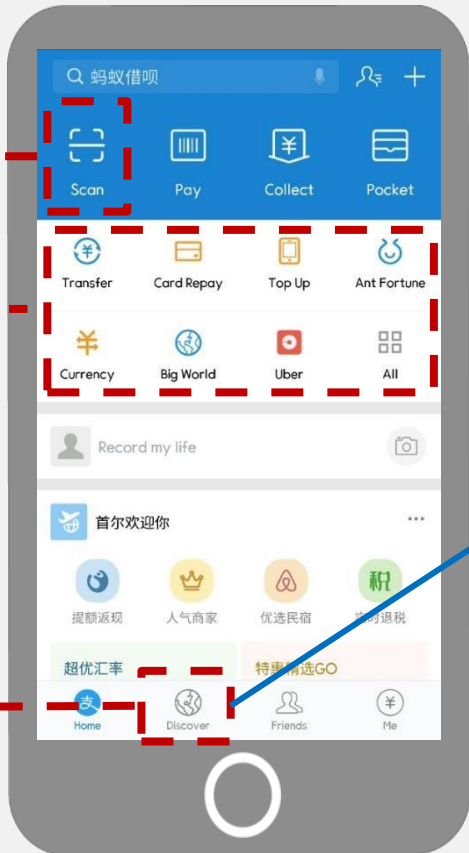 蚂蚁借呗
Scan Pay Collect Pocket
Transfer Card Repay Top Up Ant Fortune
Currency Big World Uber All
Record my life
首尔欢迎你
积
提额返现 人气商家 优选民宿 实时退税
超优汇率 特惠精选GO
支
Home Discover Friends Me